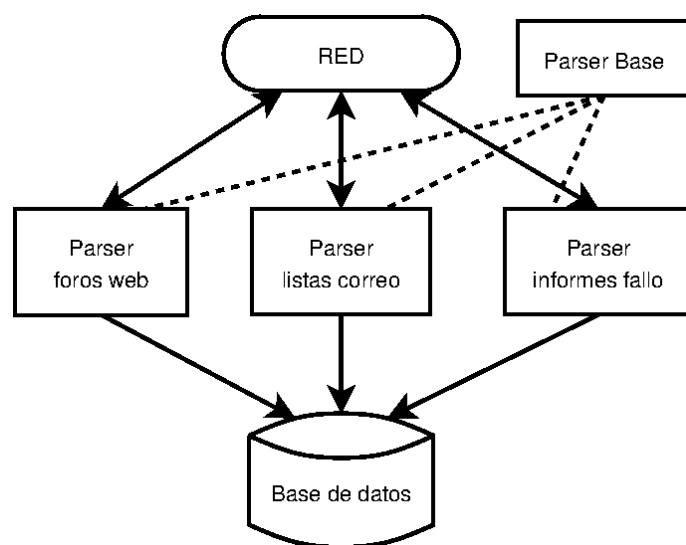 RED
Parser Base
Parser
foros web
Parser
listas correo
Parser
informes fallo
Base de datos